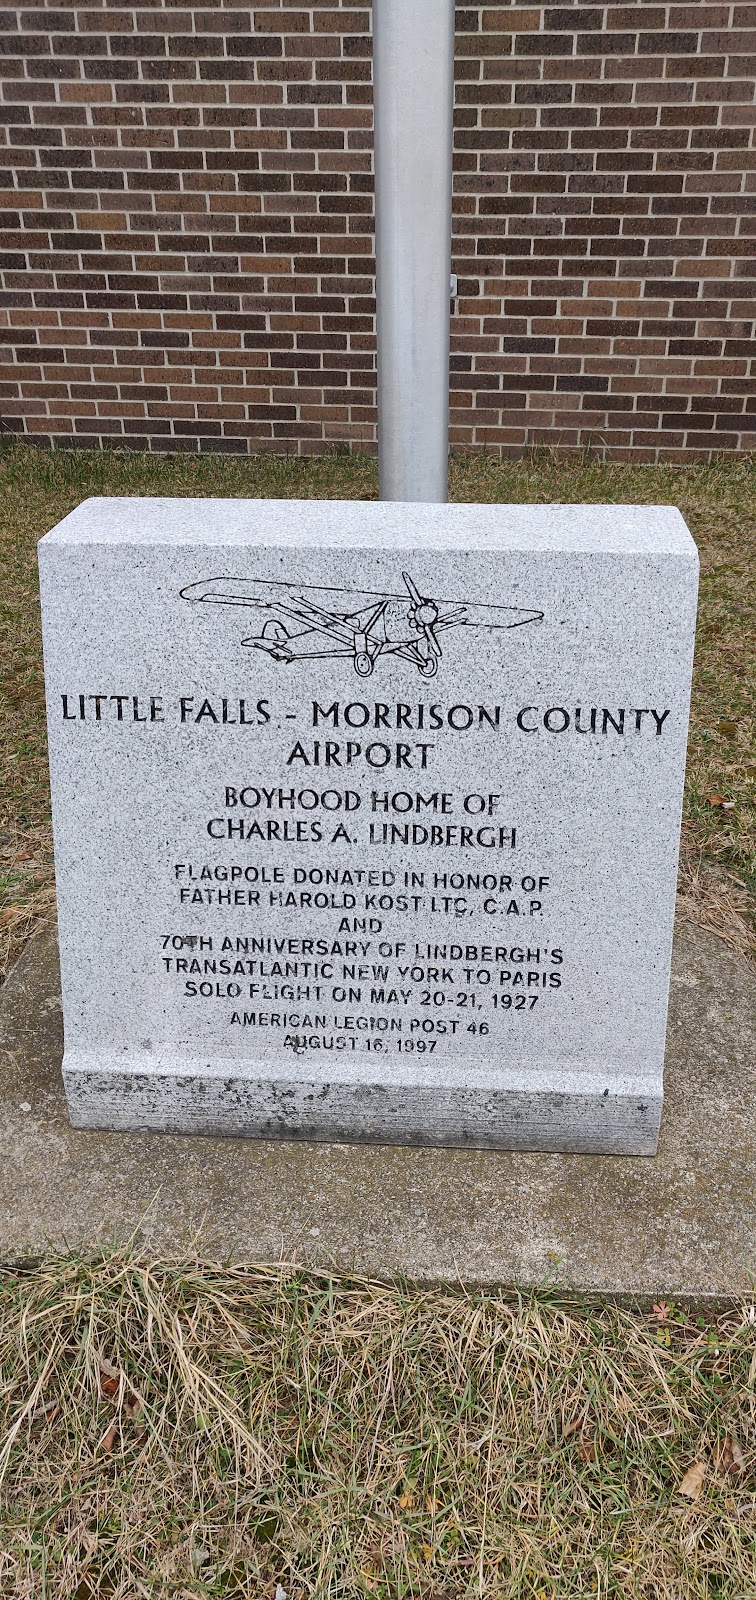 LITTLE FALLS - MORRISON COUNTY
AIRPORT
BOYHOOD HOME OF
CHARLES A. LINDBERGH
FLAGPOLE DONATED IN HONOR OF
FATHER HAROLD KOST LTC, C.A.P.
AND
70TH ANNIVERSARY OF LINDBERGH'S
TRANSATLANTIC NEW YORK TO PARIS
SOLO FLIGHT ON MAY 20-21, 1927
AMERICAN LEGION POST 46
AUGUST 16, 1997